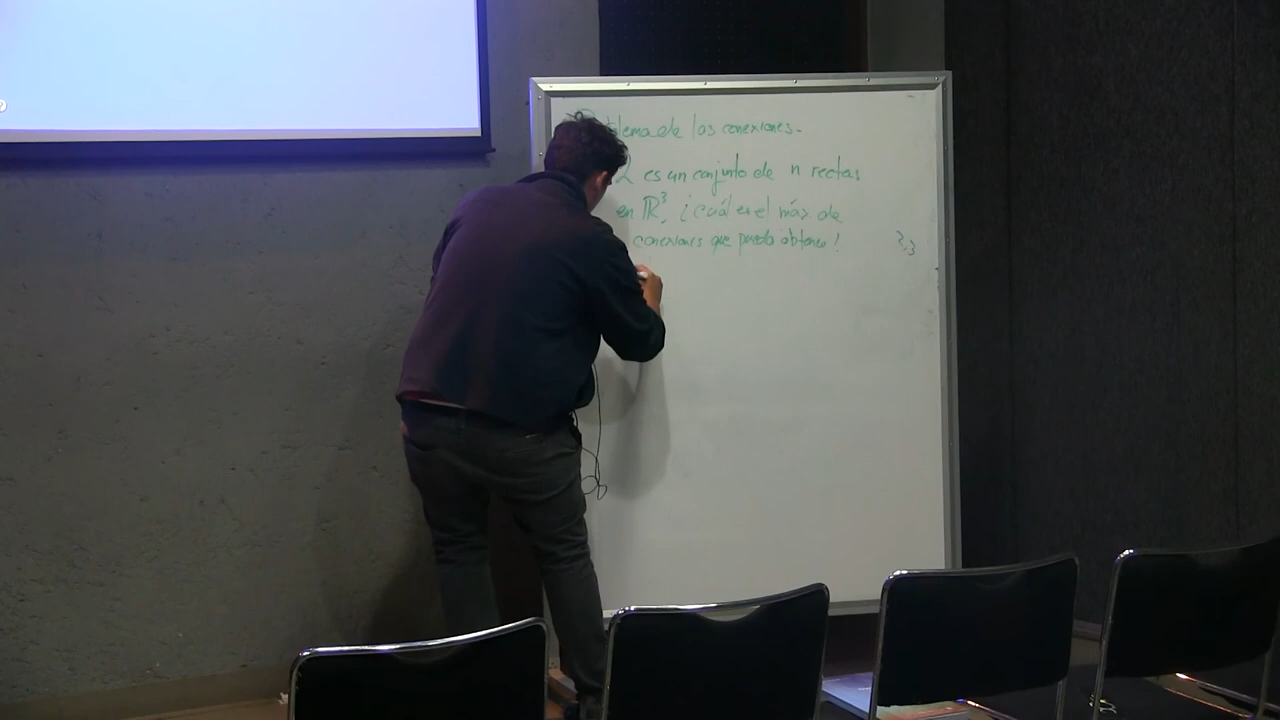 blema de las conexiones.
L es un conjunto de n rectas
en ℝ³, ¿cuál es el máx de
conexiones que puedo obtener?